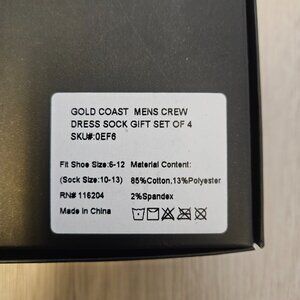 GOLD COAST MENS CREW
DRESS SOCK GIFT SET OF 4
SKU#:0EF6
Fit Shoe Size:6-12 Material Content:
(Sock Size:10-13) 85%Cotton,13%Polyester
RN# 116204 2%Spandex
Made in China